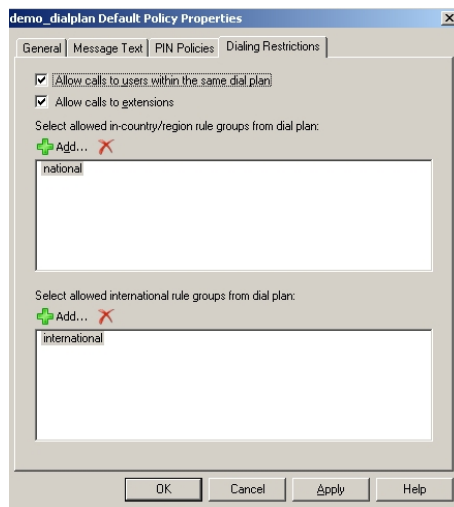 demo_dialplan Default Policy Properties
General Message Text PIN Policies Dialing Restrictions
Allow calls to users within the same dial plan
Allow calls to extensions
Select allowed in-country/region rule groups from dial plan:
Add...
national
Select allowed international rule groups from dial plan:
Add...
international
OK Cancel Apply Help